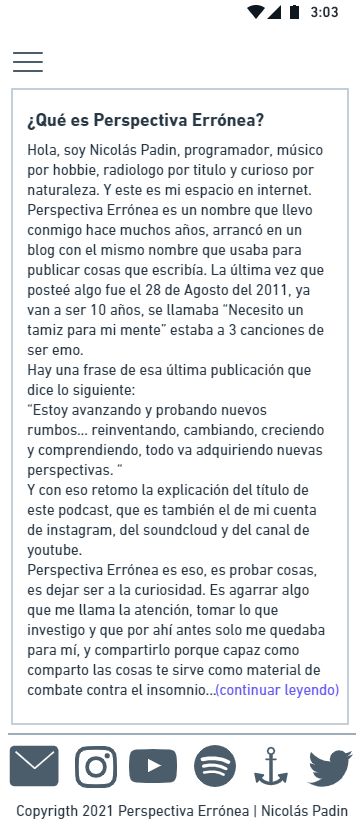 3:03
¿Qué es Perspectiva Errónea?
Hola, soy Nicolás Padin, programador, músico
por hobbie, radiologo por titulo y curioso por
naturaleza. Y este es mi espacio en internet.
Perspectiva Errónea es un nombre que llevo
conmigo hace muchos años, arrancó en un
blog con el mismo nombre que usaba para
publicar cosas que escribía. La última vez que
posteé algo fue el 28 de Agosto del 2011, ya
van a ser 10 años, se llamaba “Necesito un
tamiz para mi mente” estaba a 3 canciones de
ser emo.
Hay una frase de esa última publicación que
dice lo siguiente:
“Estoy avanzando y probando nuevos
rumbos... reinventando, cambiando, creciendo
y comprendiendo, todo va adquiriendo nuevas
perspectivas. “
Y con eso retomo la explicación del título de
este podcast, que es también el de mi cuenta
de instagram, del soundcloud y del canal de
youtube.
Perspectiva Errónea es eso, es probar cosas,
es dejar ser a la curiosidad. Es agarrar algo
que me llama la atención, tomar lo que
investigo y que por ahí antes solo me quedaba
para mí, y compartirlo porque capaz como
comparto las cosas te sirve como material de
combate contra el insomnio...(continuar leyendo)
Copyrigth 2021 Perspectiva Errónea | Nicolás Padin